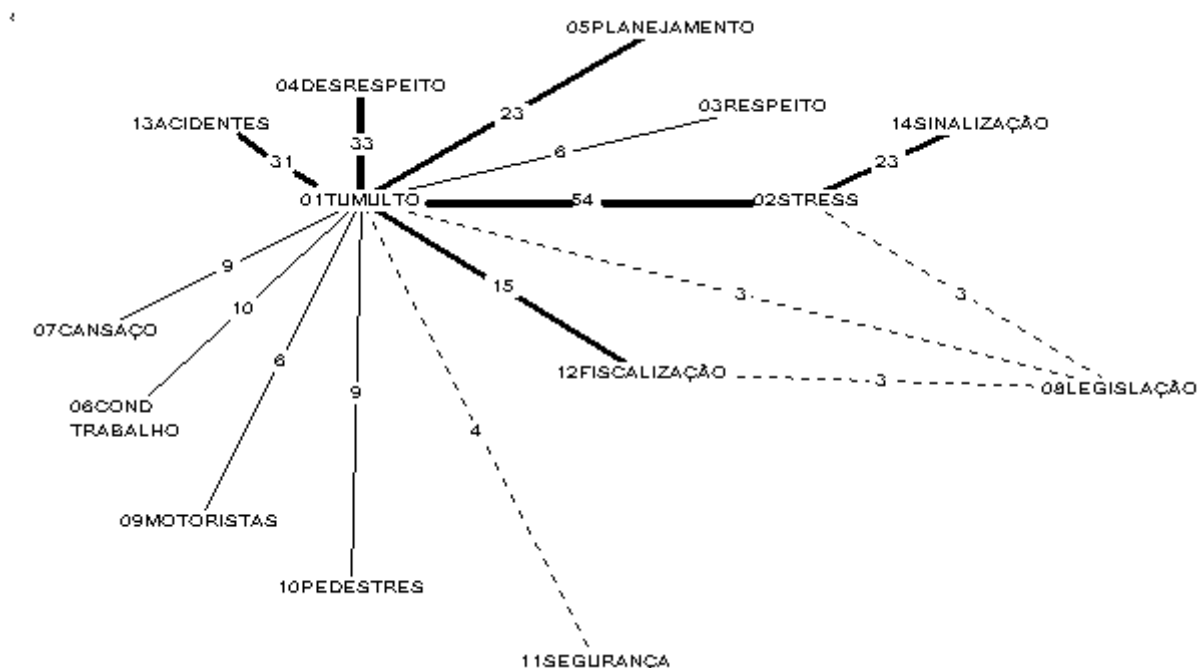 05PLANEJAMENTO
04DESRESPEITO
03RESPEITO
13ACIDENTES
14SINALIZAÇÃO
23
33
6
31
23
01TUMULTO
54
02STRESS
9
15
3
3
10
07CANSAÇO
6
12FISCALIZAÇÃO
3
08LEGISLAÇÃO
9
06COND
TRABALHO
4
09MOTORISTAS
10PEDESTRES
11SEGURANCA